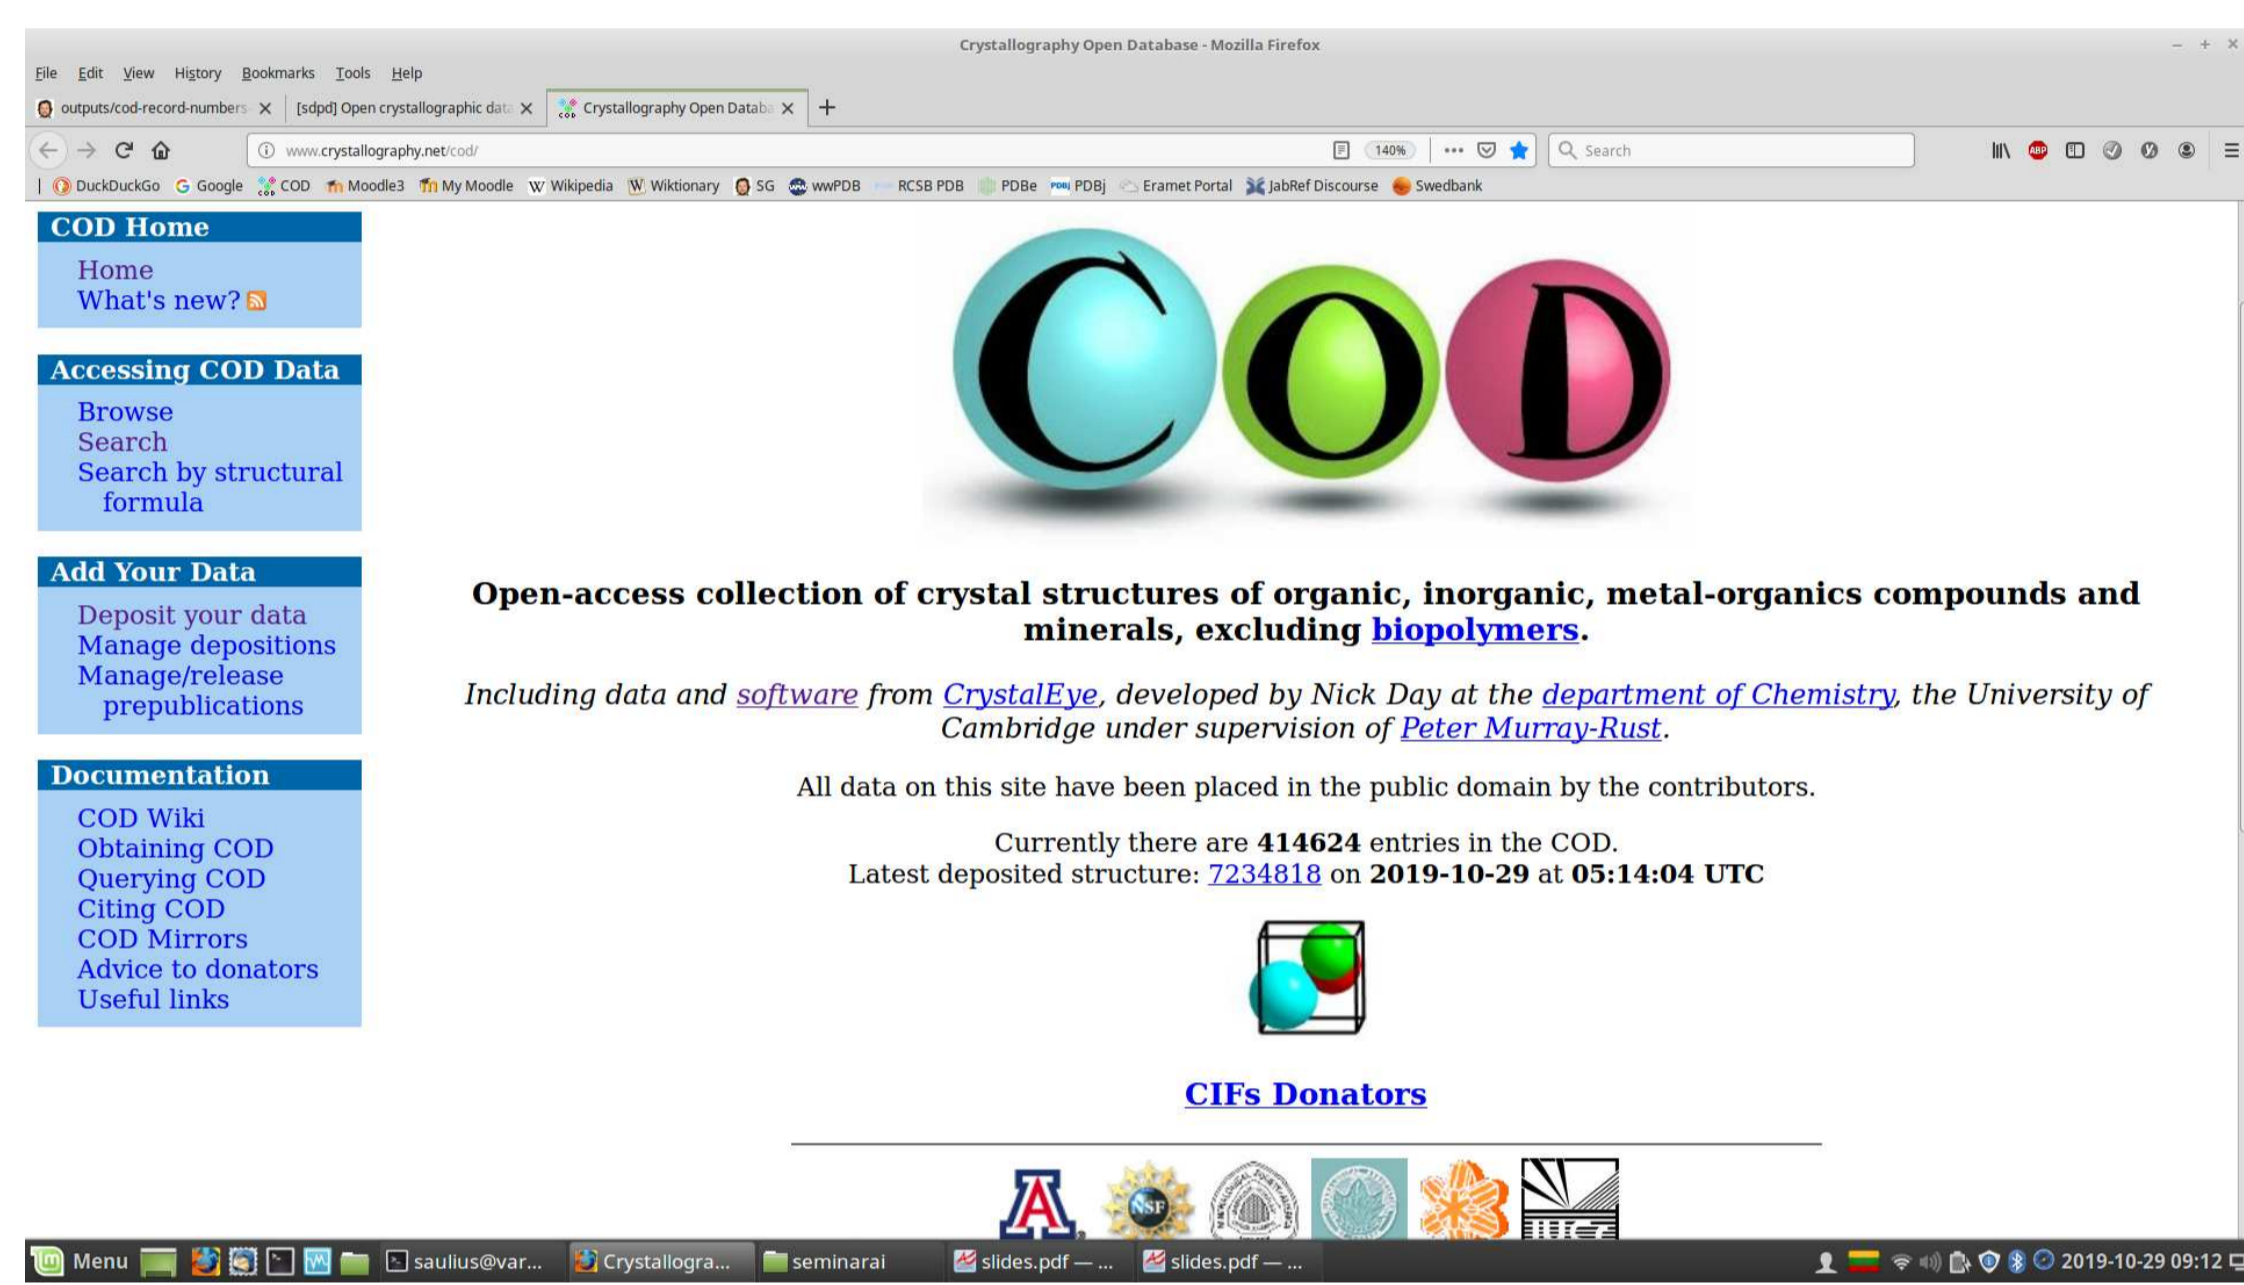 Crystallography Open Database - Mozilla Firefox
File Edit View History Bookmarks Tools Help
outputs/cod-record-numbers
[sdpd] Open crystallographic data
Crystallography Open Databa
www.crystallography.net/cod/
140%
Search
ABP
DuckDuckGo Google COD Moodle3 My Moodle Wikipedia Wiktionary SG wwPDB RCSB PDB PDBe PDBj Eramet Portal JabRef Discourse Swedbank
COD Home
Home
What's new?
Accessing COD Data
Browse
Search
Search by structural
formula
Add Your Data
Deposit your data
Manage depositions
Manage/release
prepublications
Documentation
COD Wiki
Obtaining COD
Querying COD
Citing COD
COD Mirrors
Advice to donators
Useful links
COD
Open-access collection of crystal structures of organic, inorganic, metal-organics compounds and
minerals, excluding biopolymers.
Including data and software from CrystalEye, developed by Nick Day at the department of Chemistry, the University of
Cambridge under supervision of Peter Murray-Rust.
All data on this site have been placed in the public domain by the contributors.
Currently there are 414624 entries in the COD.
Latest deposited structure: 7234818 on 2019-10-29 at 05:14:04 UTC
CIFs Donators
A
NSF
Menu
saulius@var...
Crystallogra...
seminarai
slides.pdf — ...
slides.pdf — ...
2019-10-29 09:12